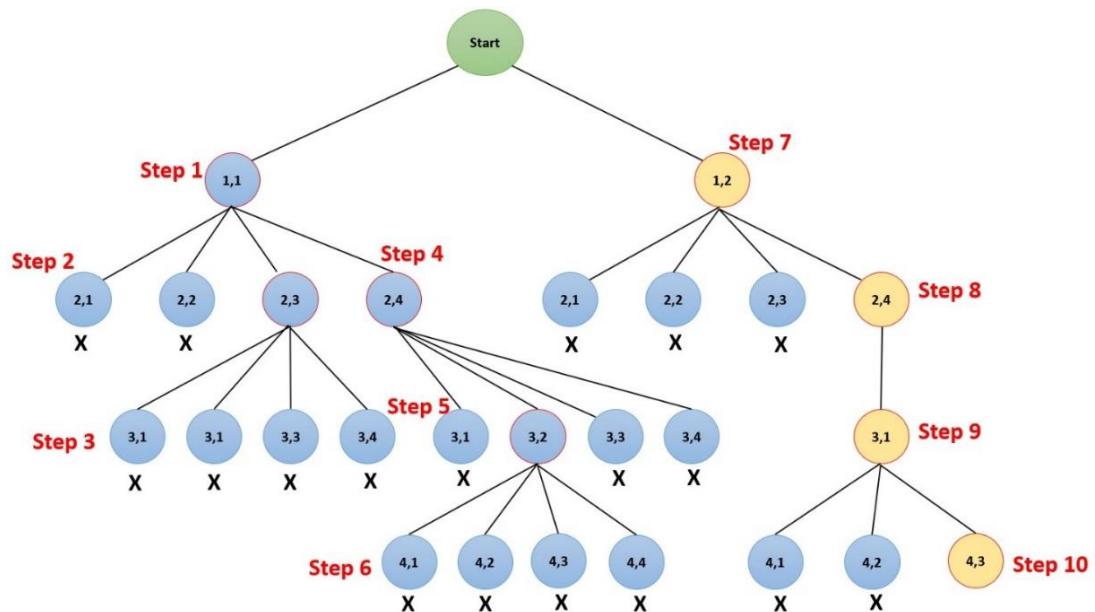 Start
Step 7
Step 1
1,1
1,2
Step 2
Step 4
2,1
2,2
2,3
2,4
2,1
2,2
2,3
2,4
Step 8
X
X
X
X
X
Step 5
Step 3
3,1
3,1
3,3
3,4
3,1
3,2
3,3
3,4
3,1
Step 9
X
X
X
X
X
X
X
Step 6
4,1
4,2
4,3
4,4
4,1
4,2
4,3
Step 10
X
X
X
X
X
X